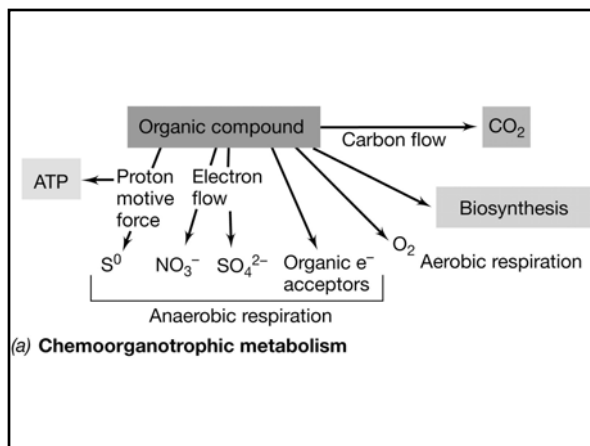 Organic compound
CO₂
Carbon flow
ATP
Proton
motive
force
Electron
flow
Biosynthesis
S⁰
NO₃⁻
SO₄²⁻
Organic e⁻
acceptors
O₂
Aerobic respiration
Anaerobic respiration
(a) Chemoorganotrophic metabolism